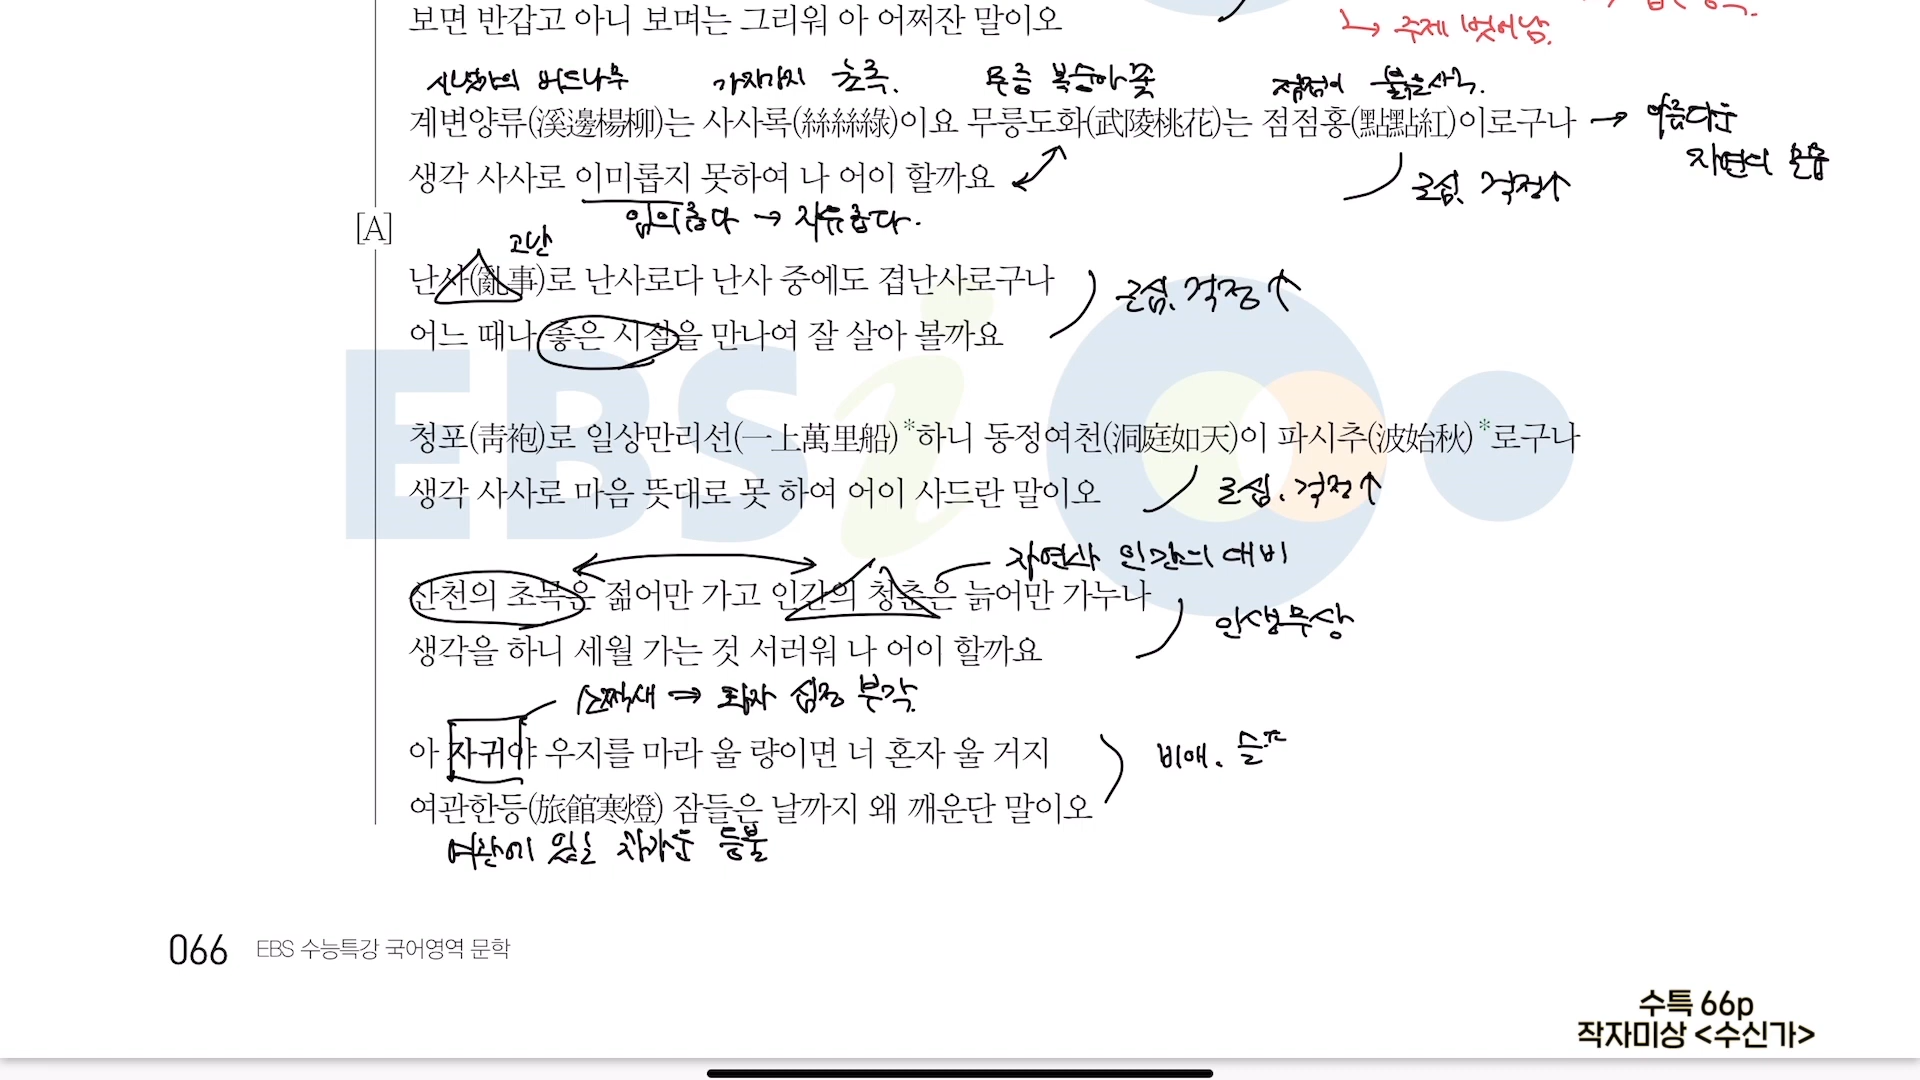 보면 반갑고 아니 보며는 그리워 아 어쩌잔 말이오
↳ 주제 벗어남.
시냇가의 버드나무 가지가지 초록. 무릉 복숭아 꽃 점점이 붉은
계변양류(溪邊楊柳)는 사사록(絲絲綠)이요 무릉도화(武陵桃花)는 점점홍(點點紅)이로구나 → 아름다운
자연의 모습
생각 사사로 이미롭지 못하여 나 어이 할까요
근심, 걱정↑
임의롭다 → 자유롭다.
[A]
고난
난사(亂事)로 난사로다 난사 중에도 겹난사로구나
근심, 걱정↑
어느 때나 좋은 시절을 만나여 잘 살아 볼까요
EBSi
청포(靑袍)로 일상만리선(一上萬里船)*하니 동정여천(洞庭如天)이 파시추(波始秋)*로구나
생각 사사로 마음 뜻대로 못 하여 어이 사드란 말이오
근심, 걱정↑
자연과 인간의 대비
산천의 초목은 젊어만 가고 인간의 청춘은 늙어만 가누나
인생무상
생각을 하니 세월 가는 것 서러워 나 어이 할까요
소쩍새 ⇒ 화자 심정 부각.
아 자귀야 우지를 마라 울 량이면 너 혼자 울 거지
비애, 슬픔
여관한등(旅館寒燈) 잠들은 날까지 왜 깨운단 말이오
여관에 있는 차가운 등불
066 EBS 수능특강 국어영역 문학
수특 66p
작자미상 <수신가>